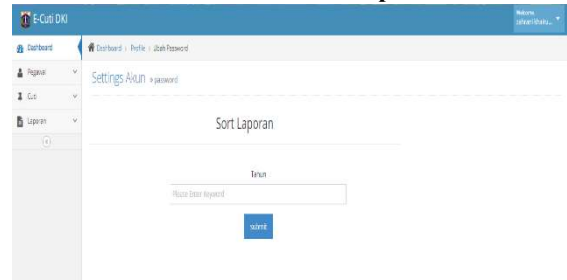 E-Cuti DKI
Welcome
Dashboard
Dashboard Profile Ubah Password
Pegawai
Settings Akun » password
Cuti
Laporan
Sort Laporan
Tahun
Please Enter Keyword
submit